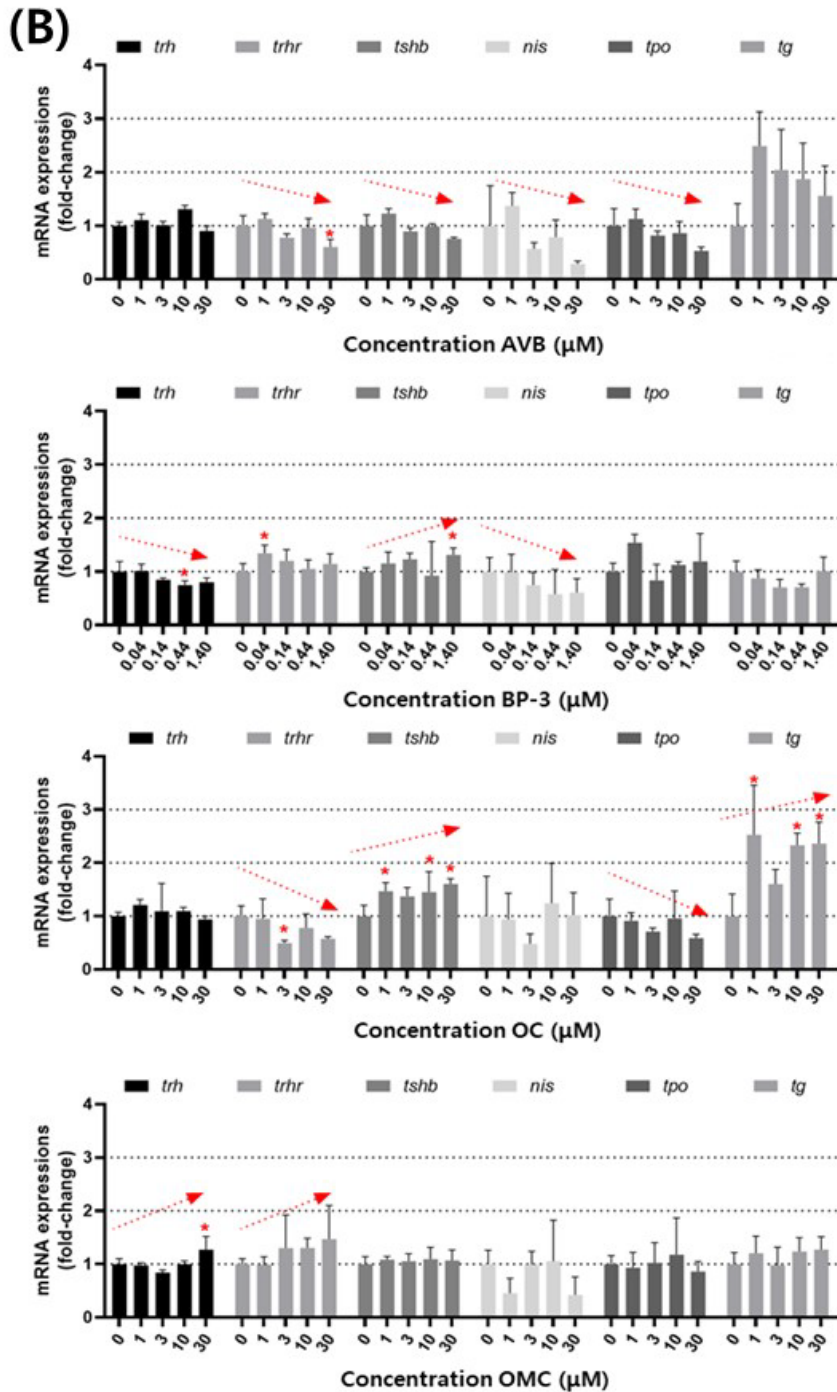 (B)
trh trhr tshb nis tpo tg
mRNA expressions
(fold-change)
4
3
2
1
0
0 1 3 10 30 0 1 3 10 30 0 1 3 10 30 0 1 3 10 30 0 1 3 10 30 0 1 3 10 30
* 
Concentration AVB (μM)
trh trhr tshb nis tpo tg
mRNA expressions
(fold-change)
4
3
2
1
0
* * *
0 0.04 0.14 0.44 1.40 0 0.04 0.14 0.44 1.40 0 0.04 0.14 0.44 1.40 0 0.04 0.14 0.44 1.40 0 0.04 0.14 0.44 1.40 0 0.04 0.14 0.44 1.40
Concentration BP-3 (μM)
trh trhr tshb nis tpo tg
mRNA expressions
(fold-change)
4
3
2
1
0
* * * * * * *
0 1 3 10 30 0 1 3 10 30 0 1 3 10 30 0 1 3 10 30 0 1 3 10 30 0 1 3 10 30
Concentration OC (μM)
trh trhr tshb nis tpo tg
mRNA expressions
(fold-change)
4
3
2
1
0
*
0 1 3 10 30 0 1 3 10 30 0 1 3 10 30 0 1 3 10 30 0 1 3 10 30 0 1 3 10 30
Concentration OMC (μM)